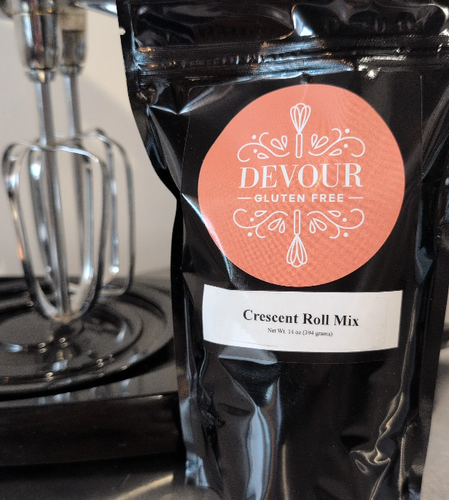 DEVOUR
GLUTEN FREE
Crescent Roll Mix
Net Wt. 14 oz (394 grams)